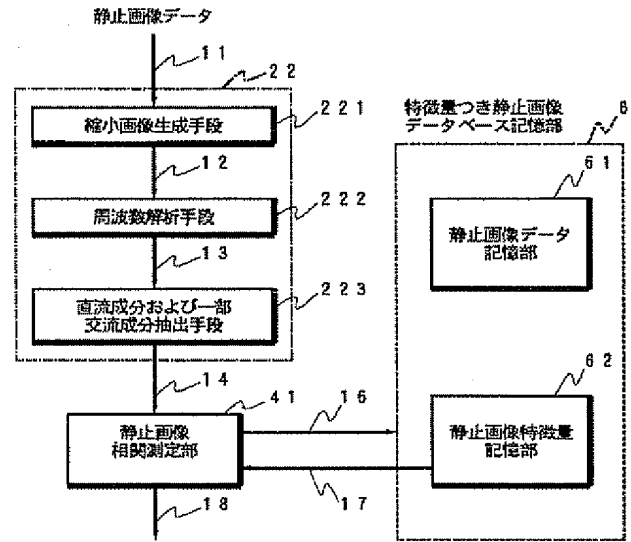 静止画像データ
11
22
縮小画像生成手段
221
12
周波数解析手段
222
13
直流成分および一部
交流成分抽出手段
223
14
静止画像
相関測定部
41
16
17
18
特徴量つき静止画像
データベース記憶部
6
61
静止画像データ
記憶部
62
静止画像特徴量
記憶部